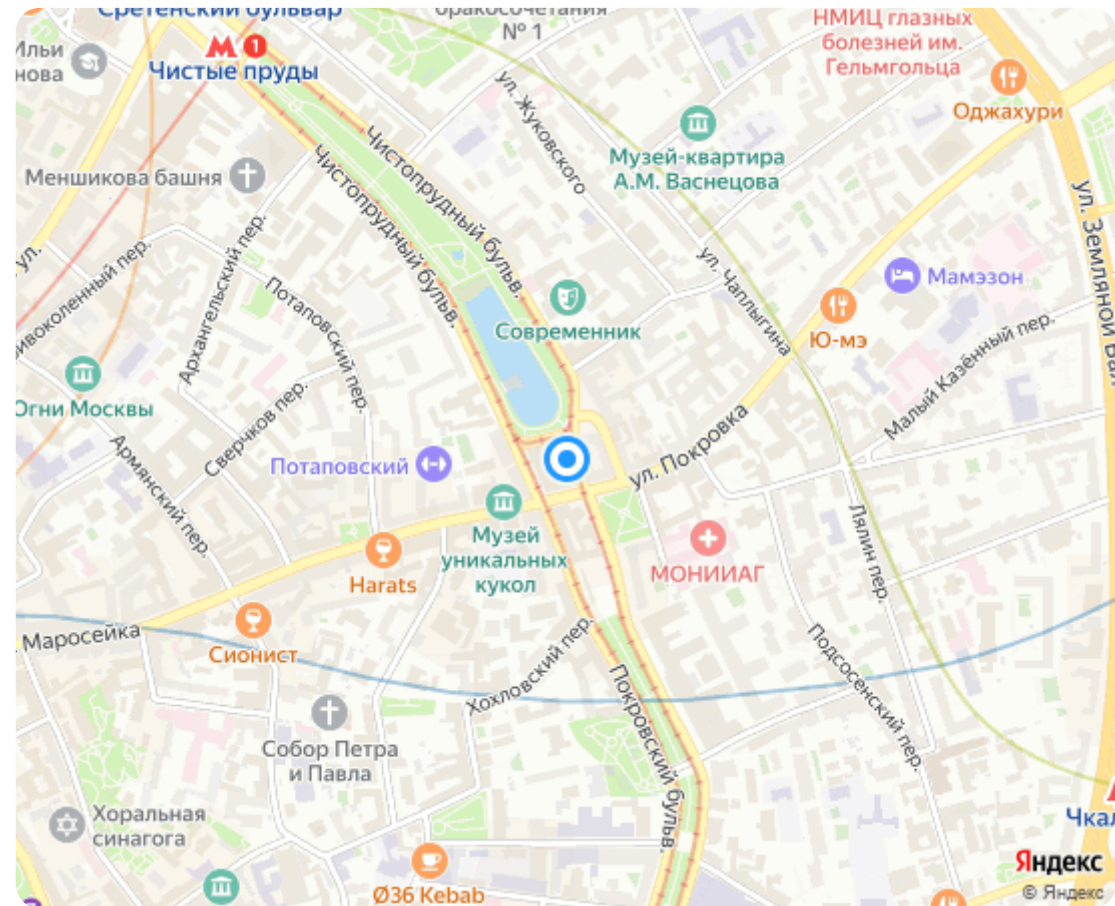 Сретенский бульвар
бракосочетания
№ 1
НМИЦ глазных
болезней им.
Гельмгольца
1
Чистые пруды
Оджахури
ул. Жуковского
Чистопрудный бульв.
Чистопрудный бульв.
Музей-квартира
А.М. Васнецова
Меншикова башня
ул. Земляной Вал
ул.
Архангельский пер.
ул. Чаплыгина
Мамэзон
Потаповский пер.
Современник
Ю-мэ
Малый Казённый пер.
Огни Москвы
Сверчков пер.
Армянский пер.
ул. Покровка
Потаповский
Музей
уникальных
кукол
Лялин пер.
МОНИИАГ
Harats
Маросейка
Сионист
Хохловский пер.
Подсосенский пер.
Покровский бульв.
Собор Петра
и Павла
Хоральная
синагога
Чкал
Ø36 Kebab
Яндекс
© Яндекс